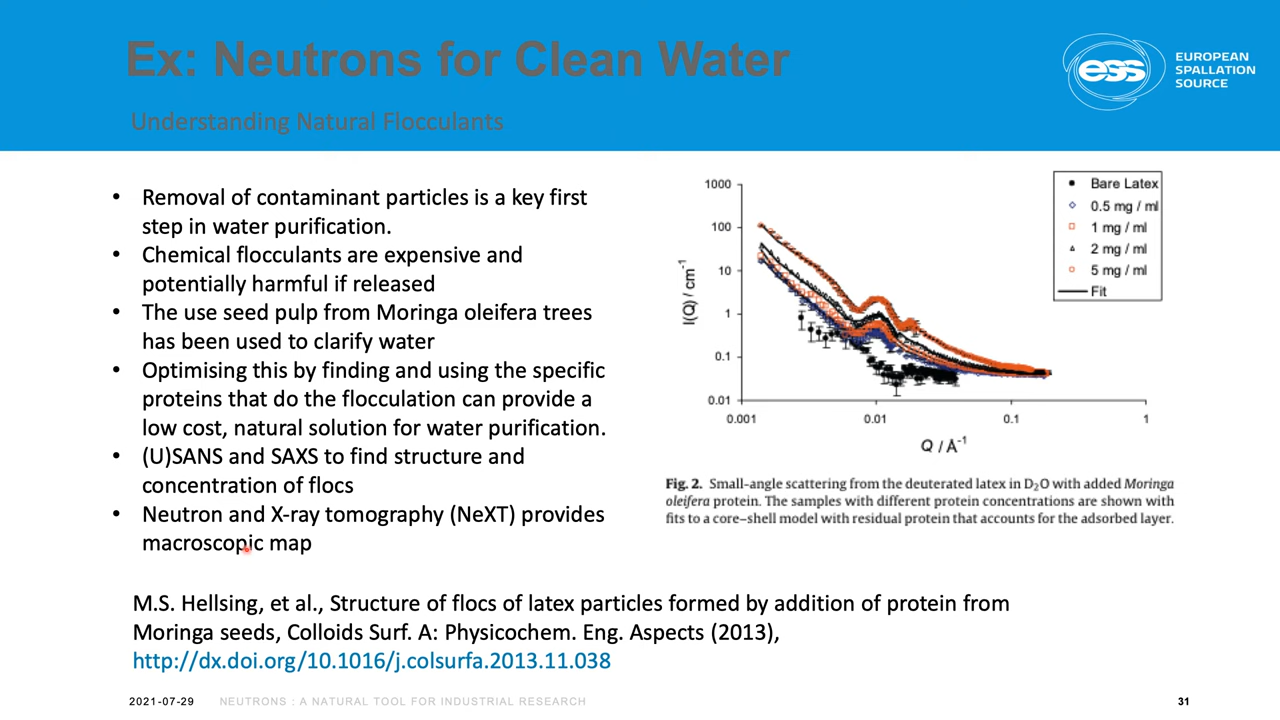 Ex: Neutrons for Clean Water
Understanding Natural Flocculants
ess
EUROPEAN
SPALLATION
SOURCE
• Removal of contaminant particles is a key first
step in water purification.
• Chemical flocculants are expensive and
potentially harmful if released
• The use seed pulp from Moringa oleifera trees
has been used to clarify water
• Optimising this by finding and using the specific
proteins that do the flocculation can provide a
low cost, natural solution for water purification.
• (U)SANS and SAXS to find structure and
concentration of flocs
• Neutron and X-ray tomography (NeXT) provides
macroscopic map
1000
100
10
1
0.1
0.01
I(Q) / cm⁻¹
0.001
0.01
0.1
1
Q / Å⁻¹
Bare Latex
0.5 mg / ml
1 mg / ml
2 mg / ml
5 mg / ml
Fit
Fig. 2. Small-angle scattering from the deuterated latex in D₂O with added Moringa
oleifera protein. The samples with different protein concentrations are shown with
fits to a core–shell model with residual protein that accounts for the adsorbed layer.
M.S. Hellsing, et al., Structure of flocs of latex particles formed by addition of protein from
Moringa seeds, Colloids Surf. A: Physicochem. Eng. Aspects (2013),
http://dx.doi.org/10.1016/j.colsurfa.2013.11.038
2021-07-29
NEUTRONS : A NATURAL TOOL FOR INDUSTRIAL RESEARCH
31